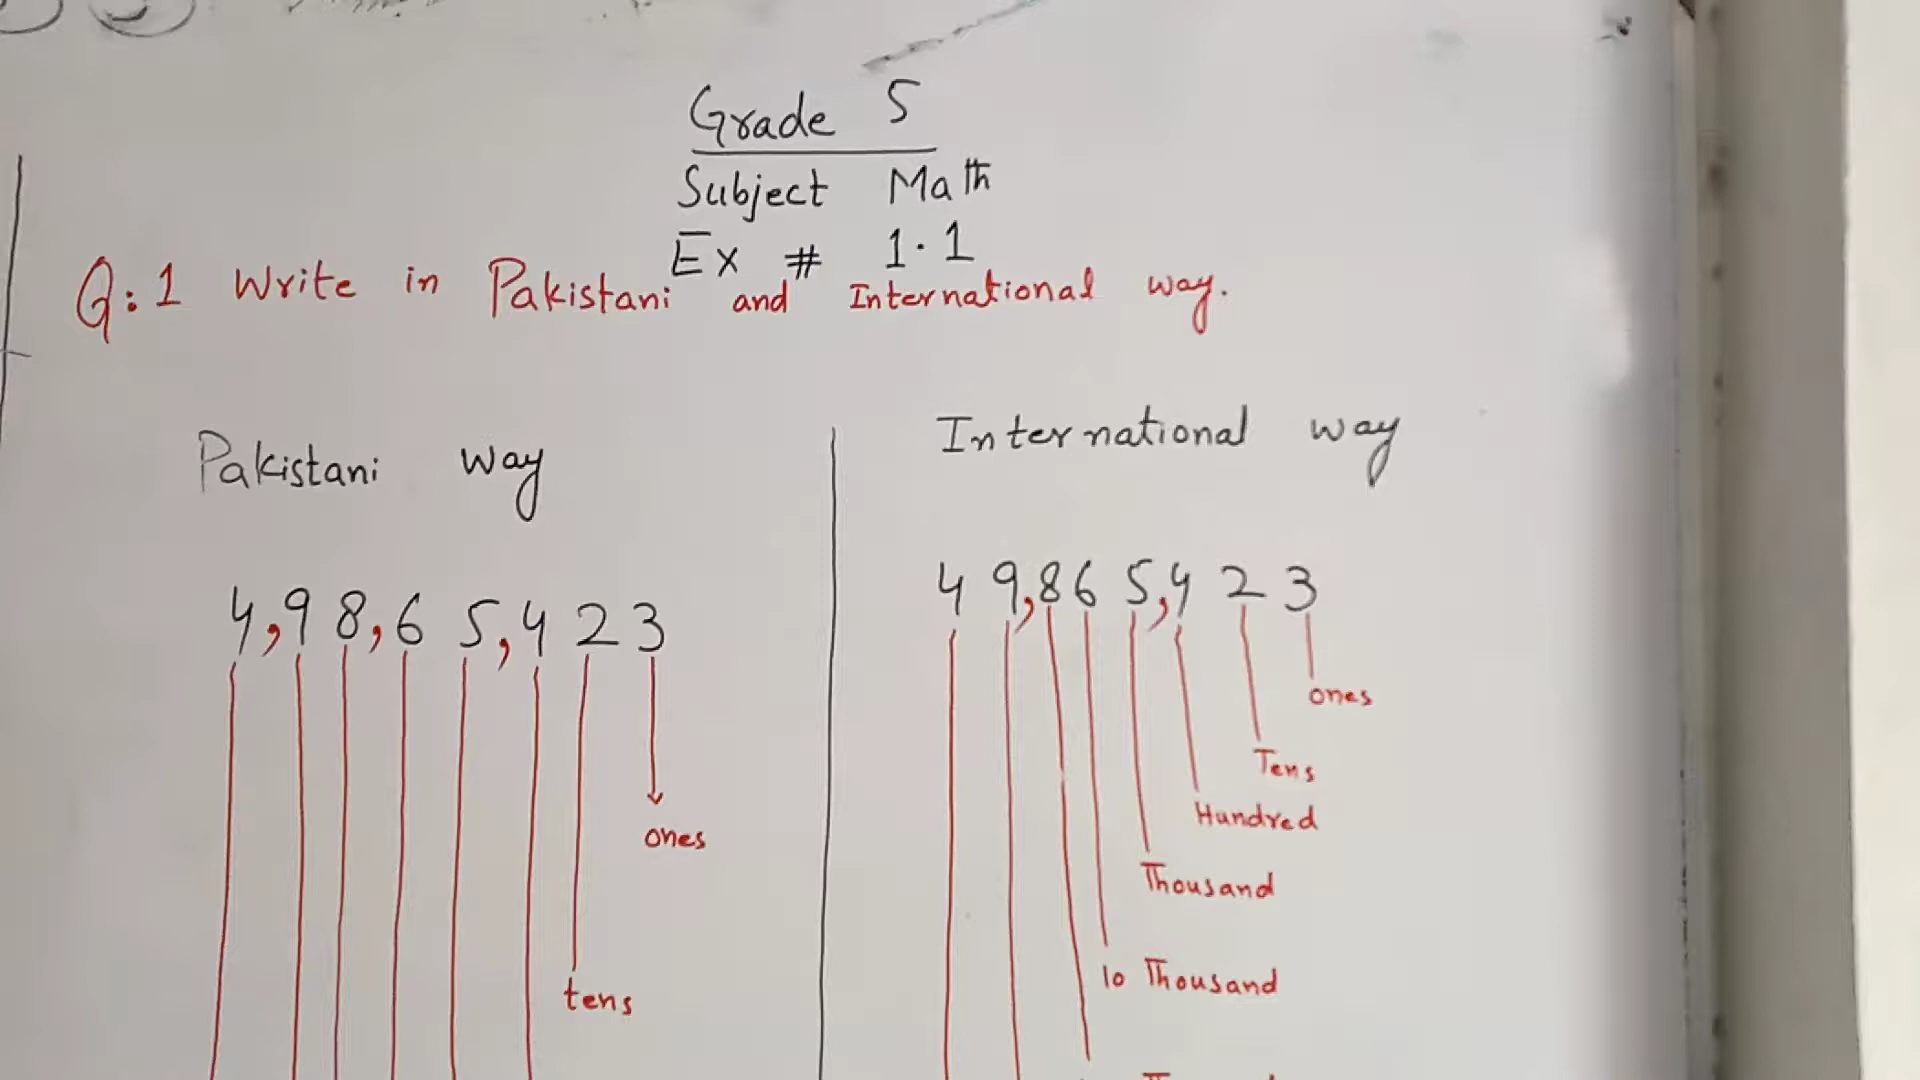 Grade 5
Subject Math
Ex # 1.1
Q:1 Write in Pakistani and International way.
Pakistani way
International way
4,98,65,423
49,865,423
ones
Tens
Hundred
ones
Thousand
10 Thousand
tens